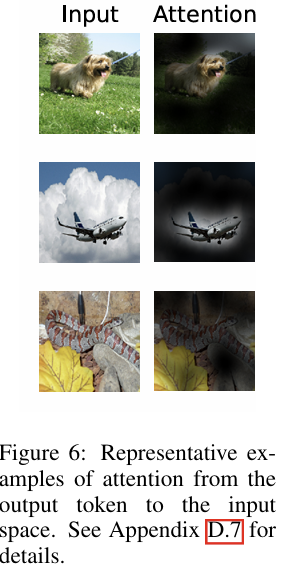 Input Attention
Figure 6: Representative ex-
amples of attention from the
output token to the input
space. See Appendix D.7 for
details.